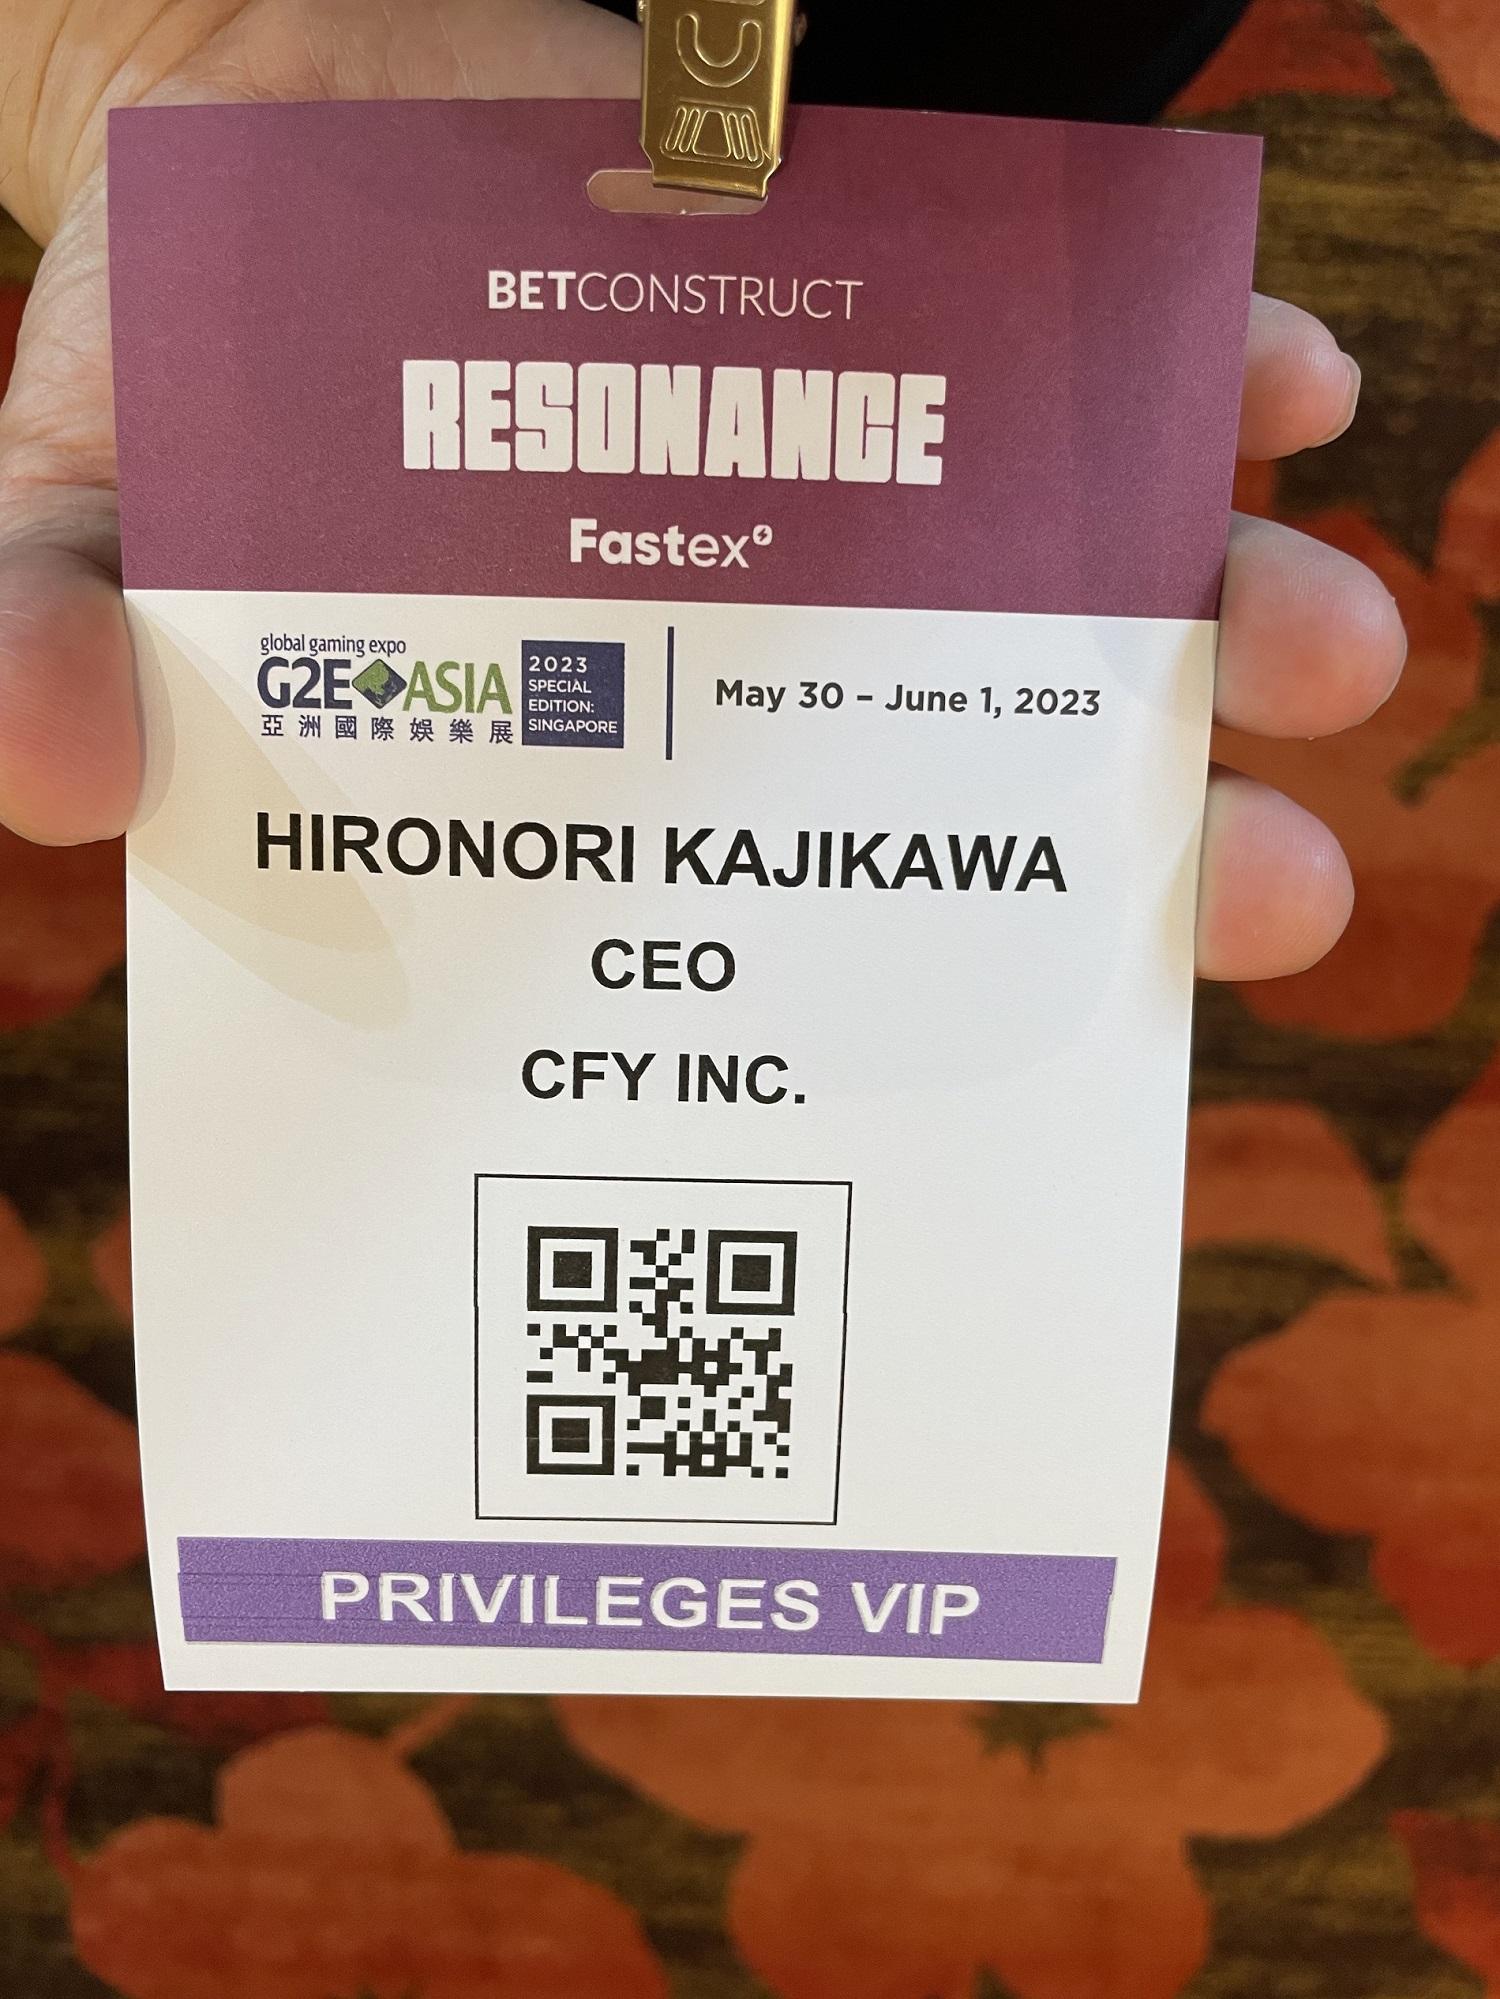 BETCONSTRUCT
RESONANCE
Fastex
global gaming expo
G2E ASIA
亞洲國際娛樂展
2023
SPECIAL
EDITION:
SINGAPORE
May 30 – June 1, 2023
HIRONORI KAJIKAWA
CEO
CFY INC.
PRIVILEGES VIP